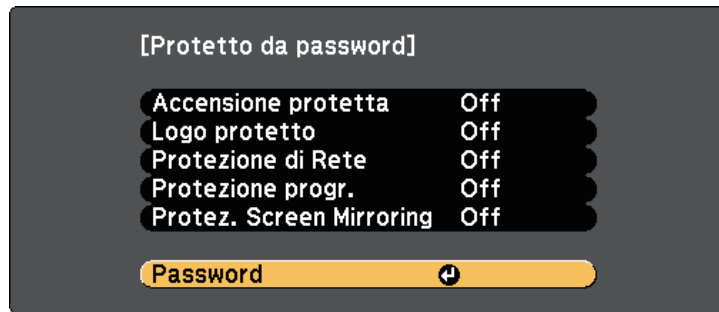 [Protetto da password]
Accensione protetta Off
Logo protetto Off
Protezione di Rete Off
Protezione progr. Off
Protez. Screen Mirroring Off
Password